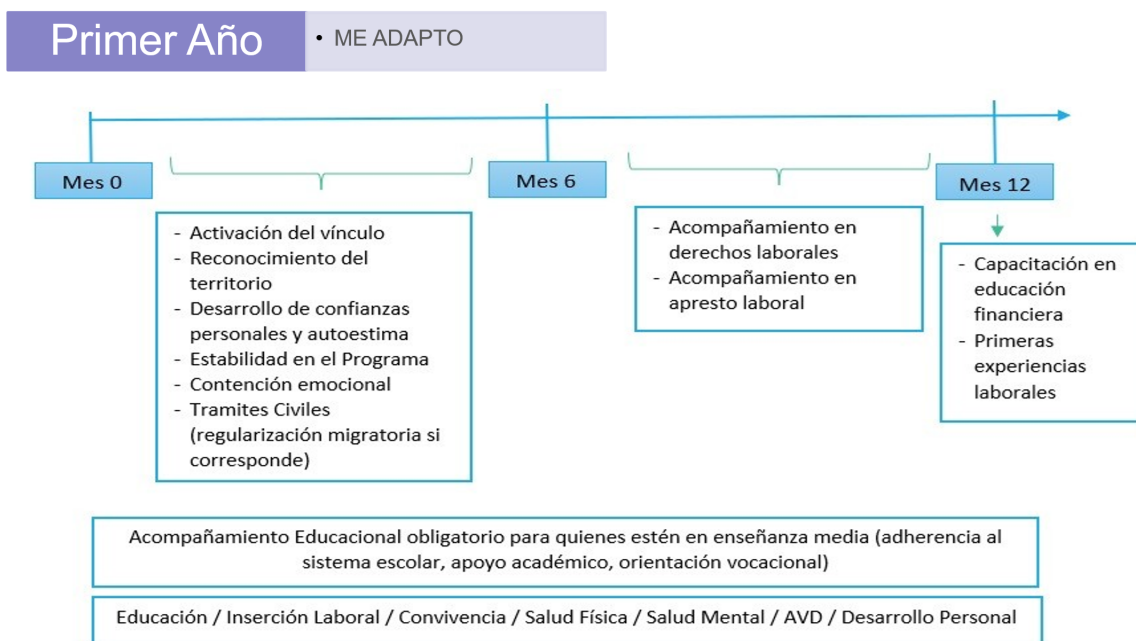 Primer Año
• ME ADAPTO
Mes 0
Mes 6
Mes 12
- Activación del vínculo
- Reconocimiento del
territorio
- Desarrollo de confianzas
personales y autoestima
- Estabilidad en el Programa
- Contención emocional
- Tramites Civiles
(regularización migratoria si
corresponde)
- Acompañamiento en
derechos laborales
- Acompañamiento en
apresto laboral
- Capacitación en
educación
financiera
- Primeras
experiencias
laborales
Acompañamiento Educacional obligatorio para quienes estén en enseñanza media (adherencia al
sistema escolar, apoyo académico, orientación vocacional)
Educación / Inserción Laboral / Convivencia / Salud Física / Salud Mental / AVD / Desarrollo Personal